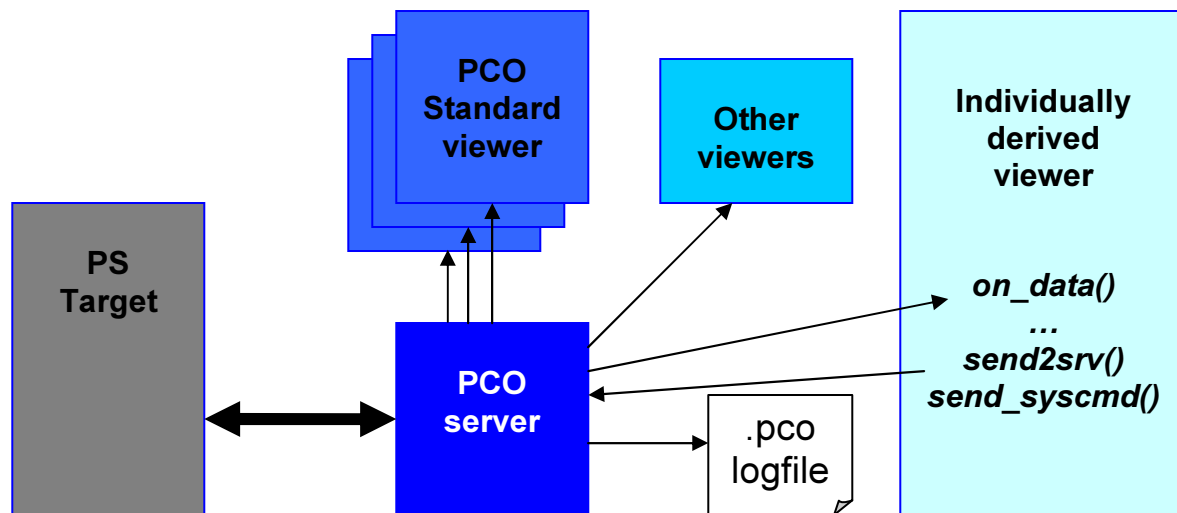 PCO
Standard
viewer
Other
viewers
Individually
derived
viewer
PS
Target
on_data()
...
send2srv()
send_syscmd()
PCO
server
.pco
logfile